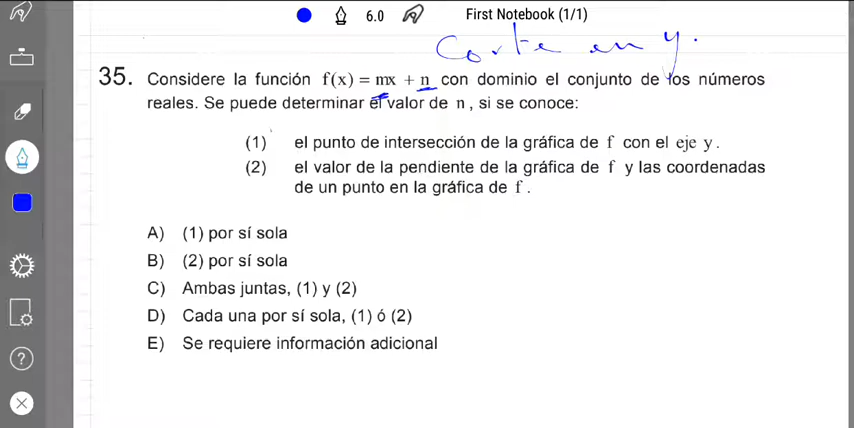 6.0 First Notebook (1/1)
Corte en y.
35. Considere la función f(x) = mx + n con dominio el conjunto de los números
reales. Se puede determinar el valor de n , si se conoce:
(1) el punto de intersección de la gráfica de f con el eje y .
(2) el valor de la pendiente de la gráfica de f y las coordenadas
de un punto en la gráfica de f .
A) (1) por sí sola
B) (2) por sí sola
C) Ambas juntas, (1) y (2)
D) Cada una por sí sola, (1) ó (2)
E) Se requiere información adicional
?